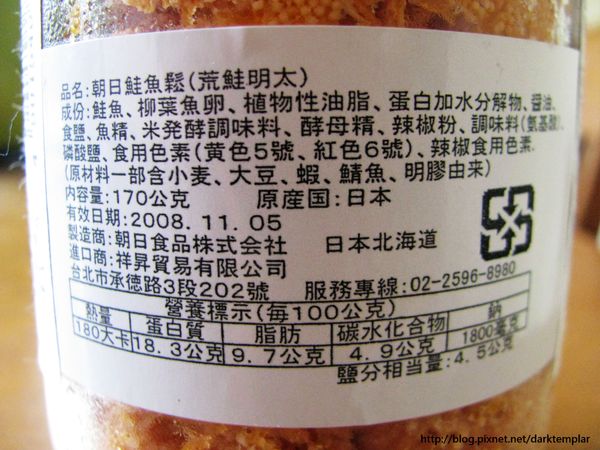 品名:朝日鮭魚鬆(荒鮭明太)
成份:鮭魚、柳葉魚卵、植物性油脂、蛋白加水分解物、醬油、
食鹽、魚精、米発酵調味料、酵母精、辣椒粉、調味料(氨基酸)、
磷酸鹽、食用色素(黄色5號、紅色6號)、辣椒食用色素.
(原材料一部含小麦、大豆、蝦、鯖魚、明膠由来)
内容量:170公克 原産国:日本
有效日期:2008.11.05
製造商:朝日食品株式会社 日本北海道
進口商:祥昇貿易有限公司
台北市承德路3段202號 服務專線:02-2596-8980
營養標示(每100公克)
熱量 蛋白質 脂肪 碳水化合物 鈉
180大卡 18.3公克 9.7公克 4.9公克 1800毫克
鹽分相當量:4.5公克
http://blog.pixnet.net/darktemplar